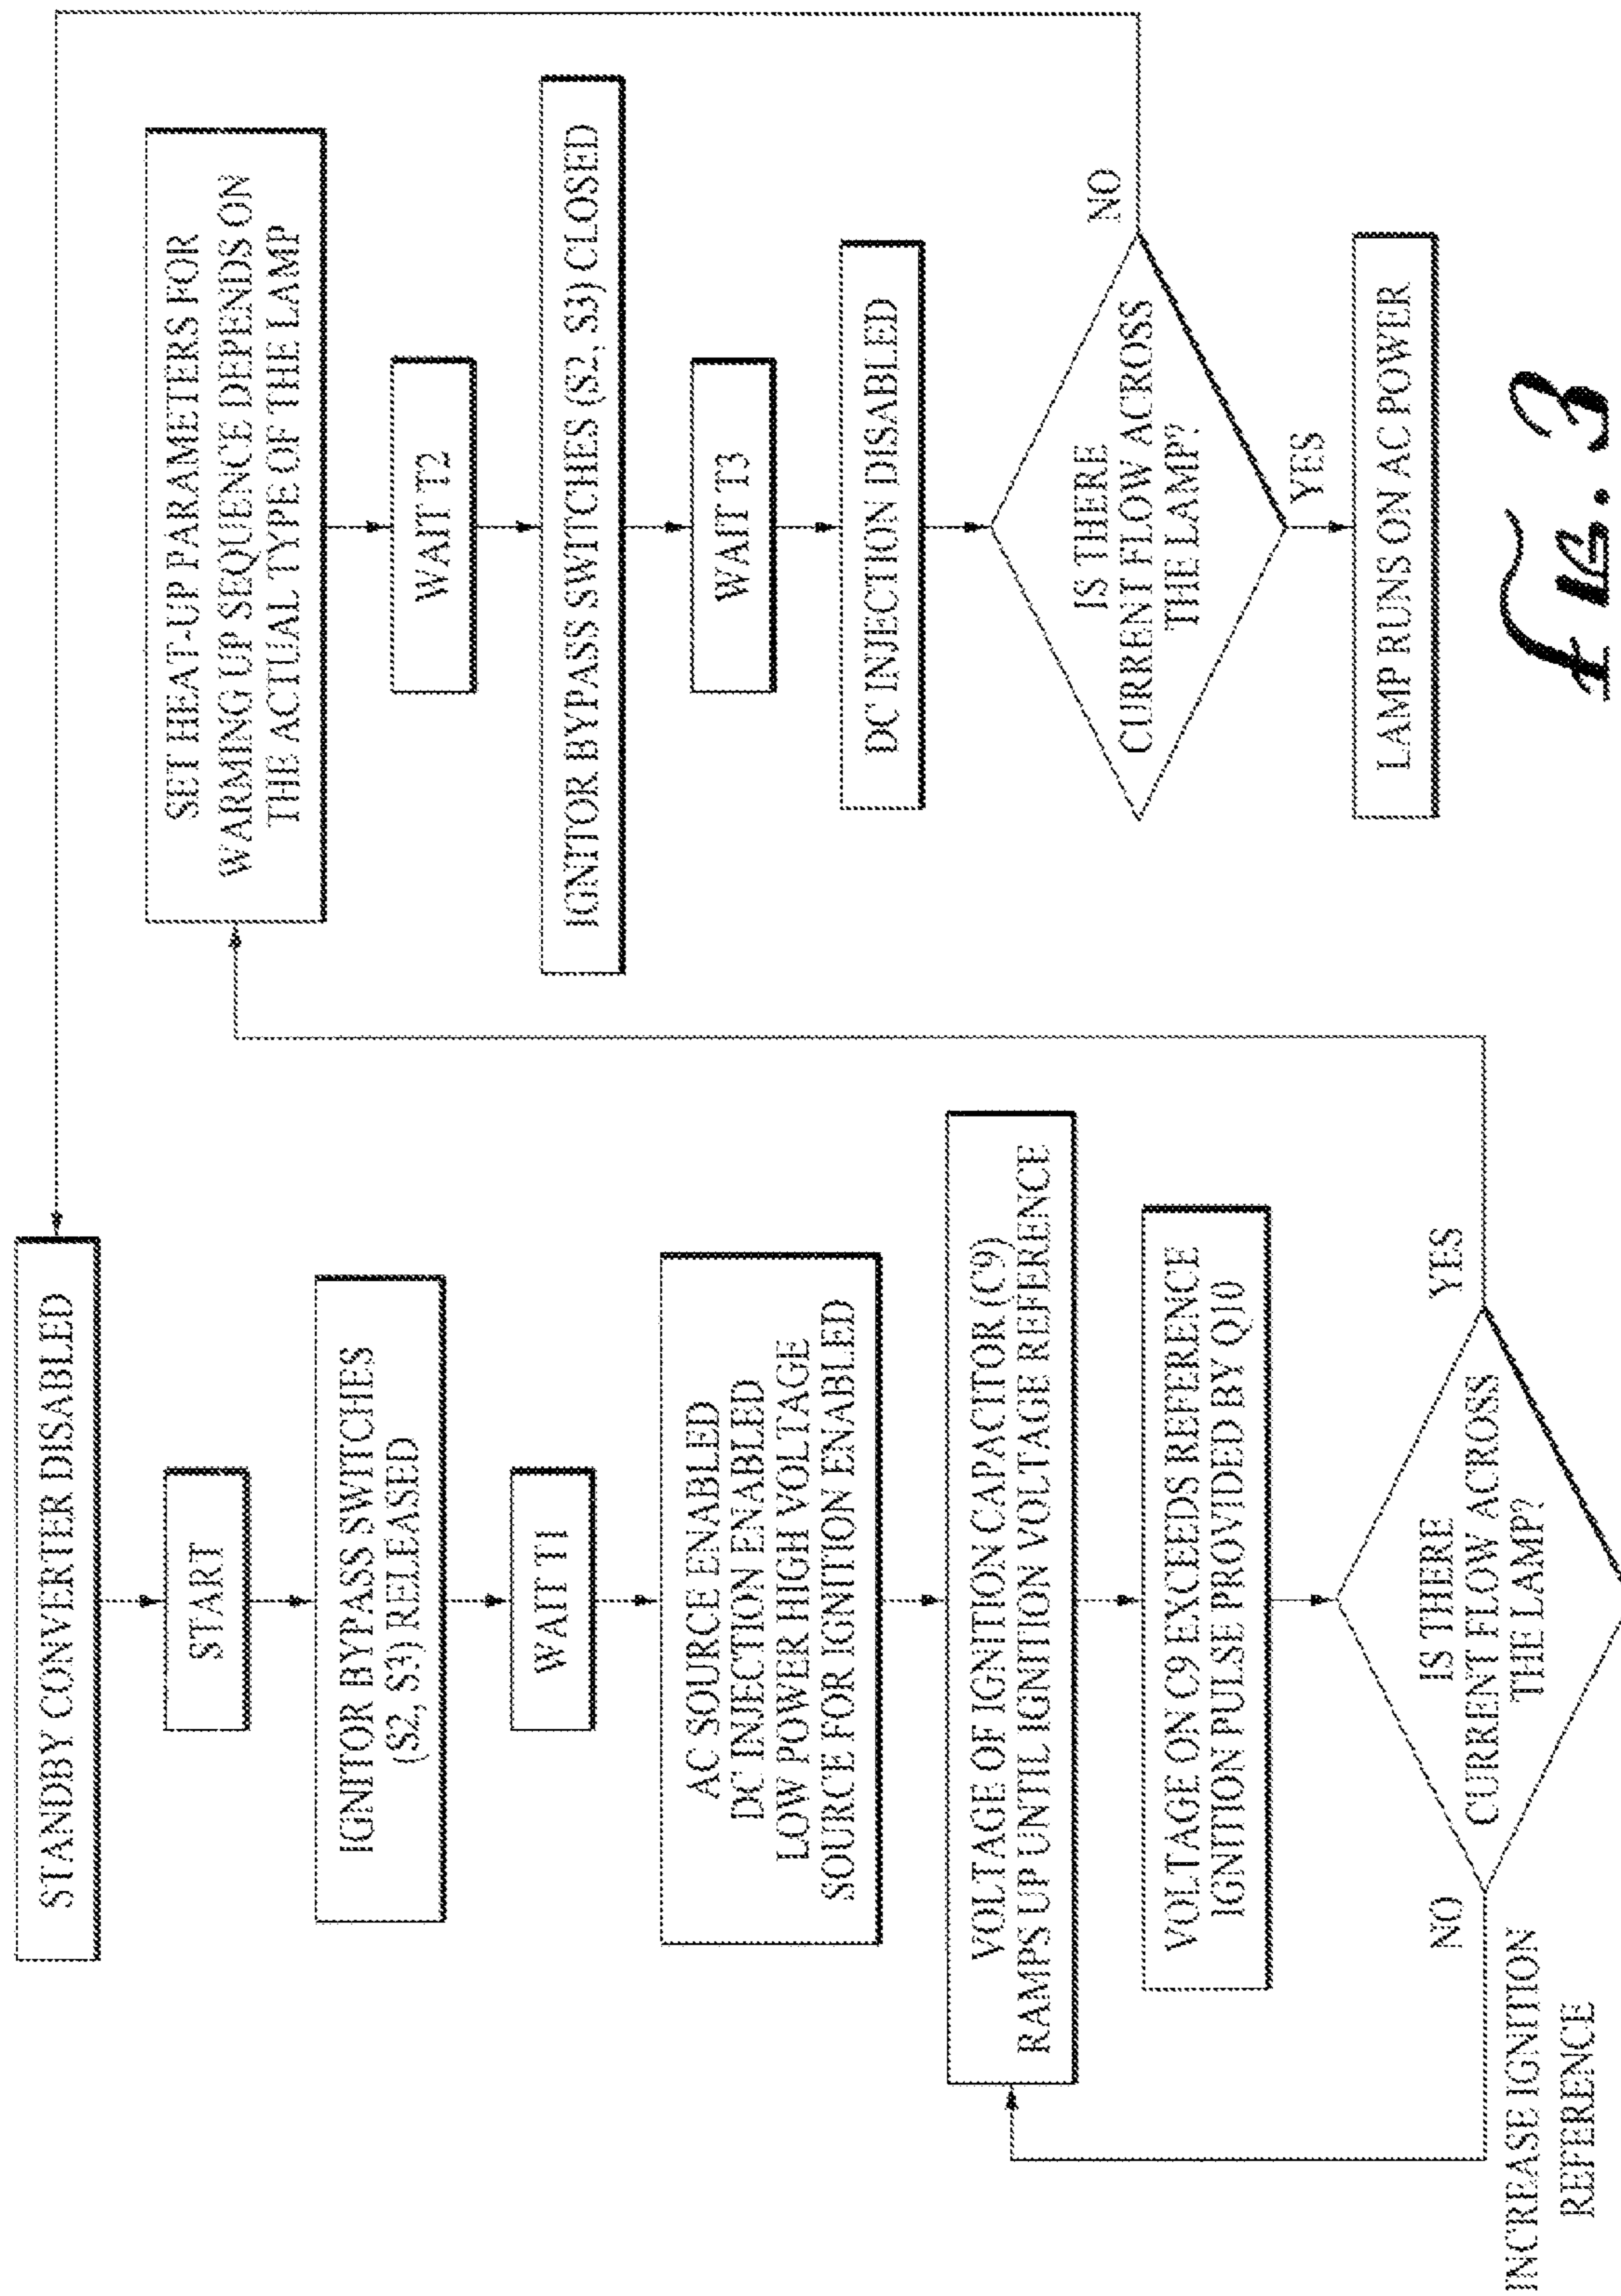 STANDBY CONVERTER DISABLED
START
IGNITOR BYPASS SWITCHES
(S2, S3) RELEASED
WAIT T1
AC SOURCE ENABLED
DC INJECTION ENABLED
LOW POWER HIGH VOLTAGE
SOURCE FOR IGNITION ENABLED
VOLTAGE OF IGNITION CAPACITOR (C9)
RAMPS UP UNTIL IGNITION VOLTAGE REFERENCE
VOLTAGE ON C9 EXCEEDS REFERENCE
IGNITION PULSE PROVIDED BY Q10
IS THERE
CURRENT FLOW ACROSS
THE LAMP?
NO
INCREASE IGNITION
REFERENCE
YES
SET HEAT-UP PARAMETERS FOR
WARMING UP SEQUENCE DEPENDS ON
THE ACTUAL TYPE OF THE LAMP
WAIT T2
IGNITOR BYPASS SWITCHES (S2, S3) CLOSED
WAIT T3
DC INJECTION DISABLED
IS THERE
CURRENT FLOW ACROSS
THE LAMP?
NO
YES
LAMP RUNS ON AC POWER
Fig. 3